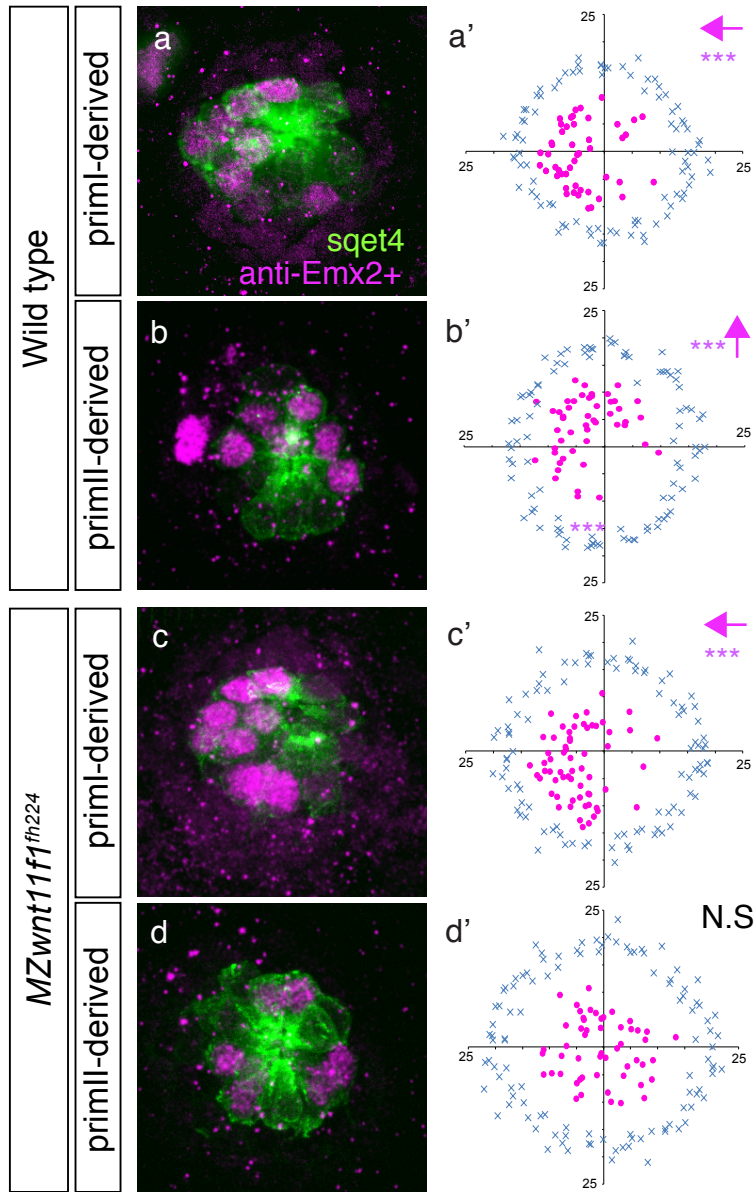 Wild type
primI-derived
a
sqet4
anti-Emx2+
a'
25
***
25
25
25
primII-derived
b
b'
25
***
25
25
***
25
MZwnt11f1fh224
primI-derived
c
c'
25
***
25
25
25
primII-derived
d
d'
N.S
25
25
25
25